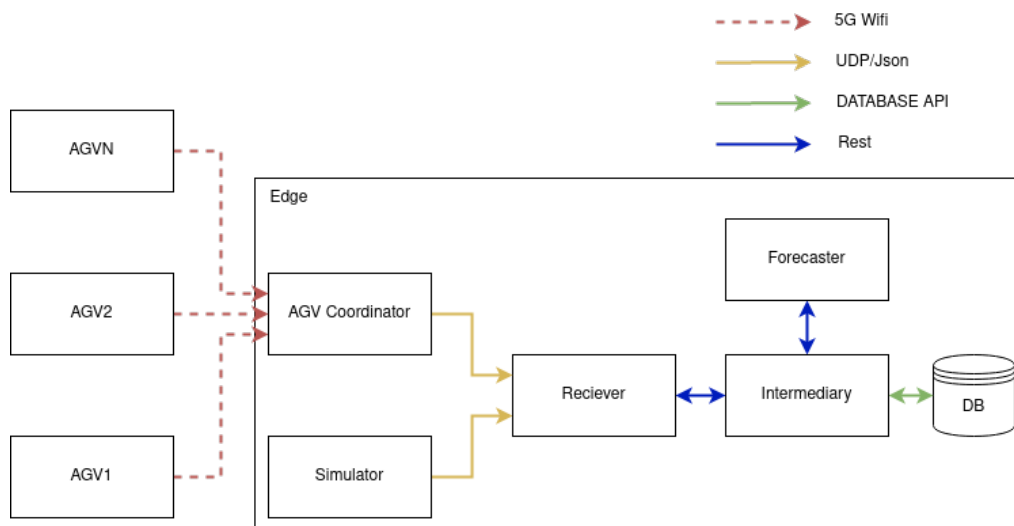 5G Wifi
UDP/Json
DATABASE API
Rest
AGVN
Edge
Forecaster
AGV2
AGV Coordinator
Reciever
Intermediary
DB
AGV1
Simulator